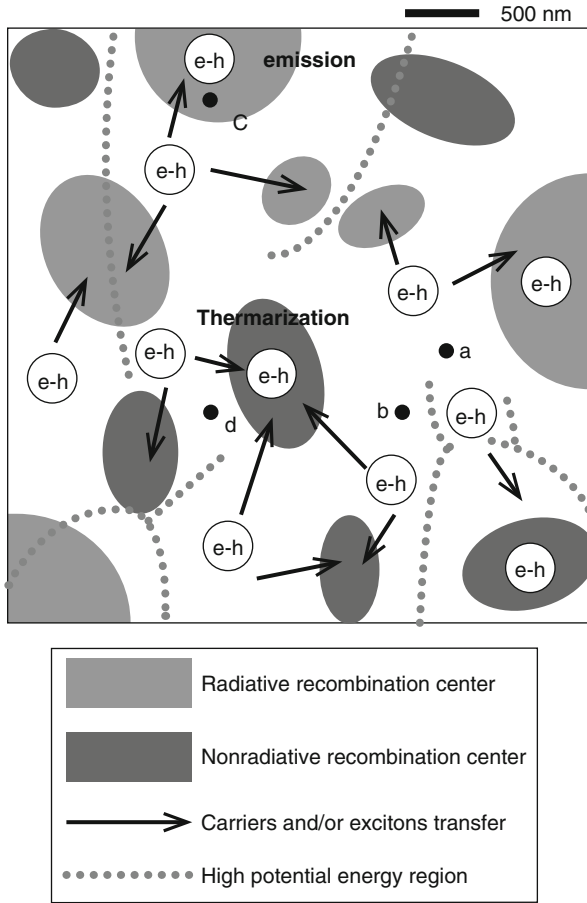 500 nm
e-h
emission
C
e-h
e-h
e-h
Thermarization
e-h
e-h
e-h
a
d
b
e-h
e-h
e-h
e-h
Radiative recombination center
Nonradiative recombination center
Carriers and/or excitons transfer
High potential energy region